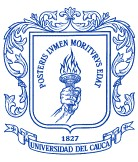 POSTERIS LVMEN MORITVRVS EDAT
1827
UNIVERSIDAD DEL CAUCA